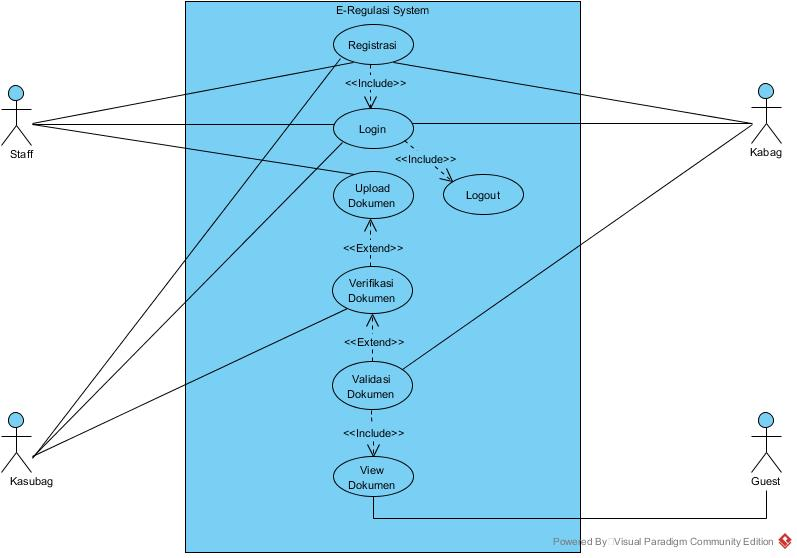 E-Regulasi System
Registrasi
<<Include>>
Staff
Login
Kabag
<<Include>>
Upload
Dokumen
Logout
<<Extend>>
Verifikasi
Dokumen
<<Extend>>
Validasi
Dokumen
<<Include>>
View
Dokumen
Kasubag
Guest
Powered By Visual Paradigm Community Edition